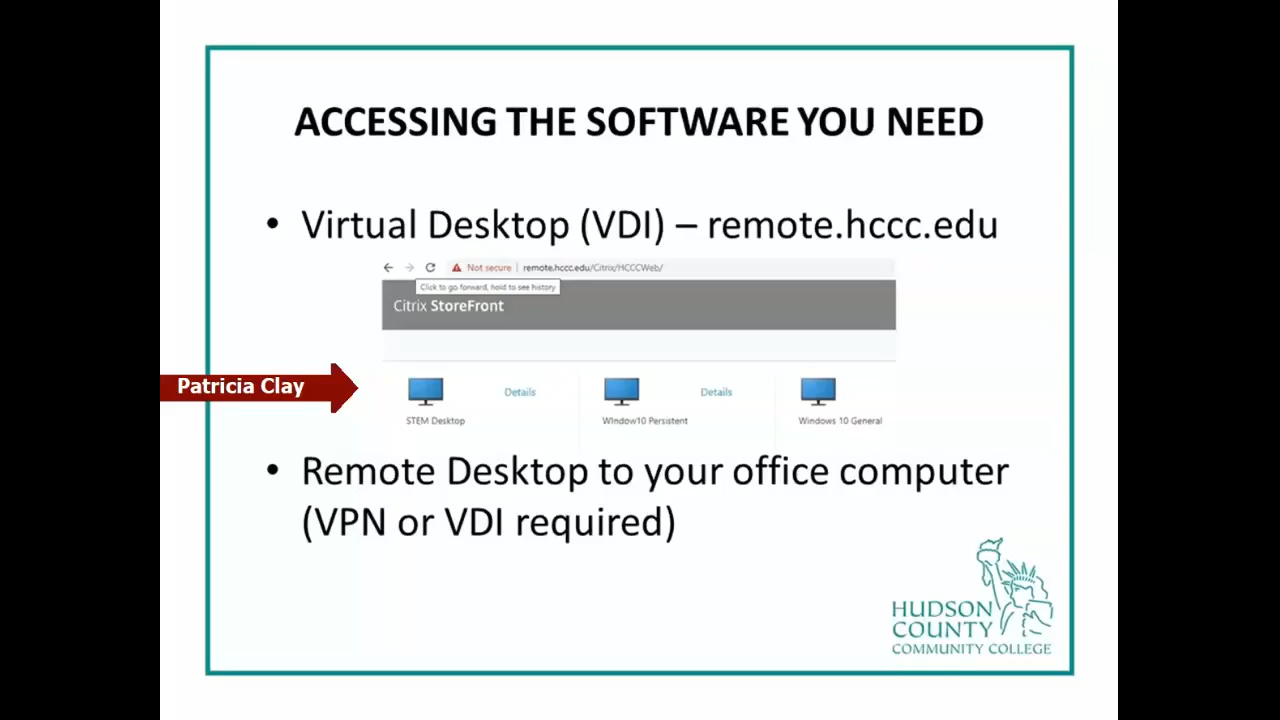 ACCESSING THE SOFTWARE YOU NEED
• Virtual Desktop (VDI) – remote.hccc.edu
Not secure | remote.hccc.edu/Citrix/HCCCWeb/
Click to go forward, hold to see history
Citrix StoreFront
Patricia Clay
Details
Details
STEM Desktop
WIndow10 Persistent
Windows 10 General
• Remote Desktop to your office computer
(VPN or VDI required)
HUDSON
COUNTY
COMMUNITY COLLEGE